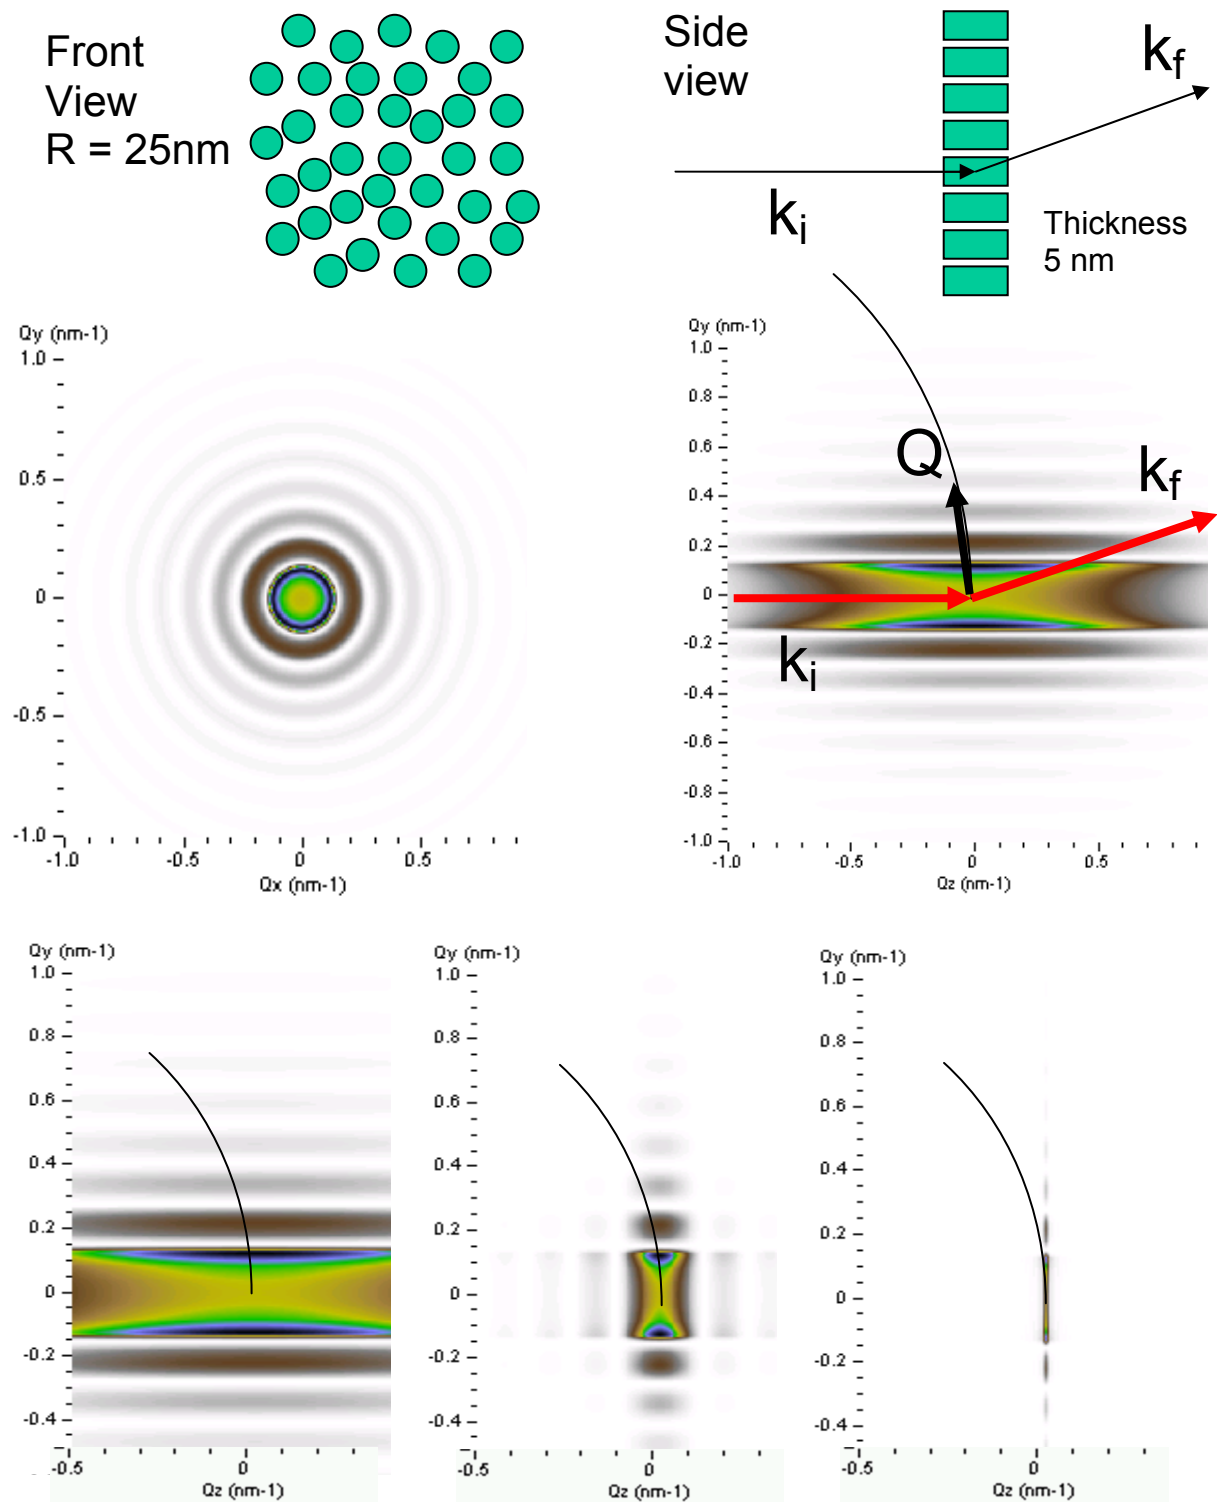 Front
View
R = 25nm
Side
view
kf
ki
Thickness
5 nm
Qy (nm-1)
1.0
0.5
0
-0.5
-1.0
-1.0 -0.5 0 0.5
Qx (nm-1)
Qy (nm-1)
1.0
0.8
0.6
0.4
0.2
0
-0.2
-0.4
-0.6
-0.8
-1.0
Q
kf
ki
-1.0 -0.5 0 0.5
Qz (nm-1)
Qy (nm-1)
1.0
0.8
0.6
0.4
0.2
0
-0.2
-0.4
-0.5 0
Qz (nm-1)
Qy (nm-1)
1.0
0.8
0.6
0.4
0.2
0
-0.2
-0.4
-0.5 0
Qz (nm-1)
Qy (nm-1)
1.0
0.8
0.6
0.4
0.2
0
-0.2
-0.4
-0.5 0
Qz (nm-1)